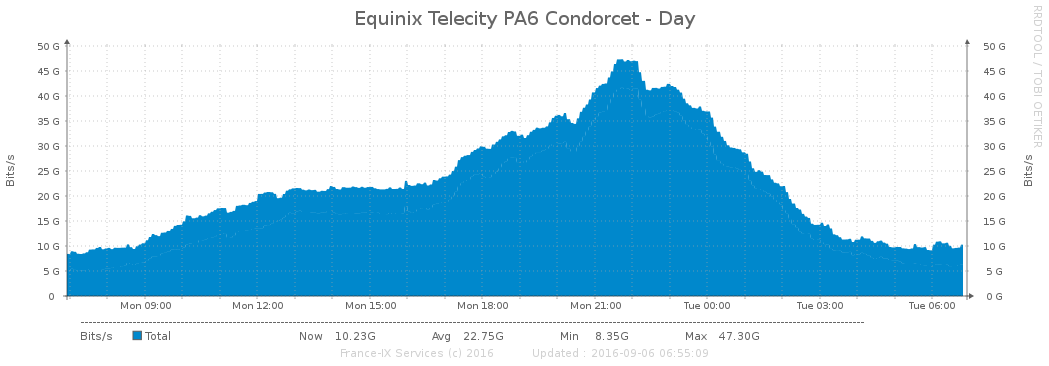 Equinix Telecity PA6 Condorcet - Day
RRDTOOL / TOBI OETIKER
Bits/s
Bits/s
50 G 50 G
45 G 45 G
40 G 40 G
35 G 35 G
30 G 30 G
25 G 25 G
20 G 20 G
15 G 15 G
10 G 10 G
5 G 5 G
0 0 G
Mon 09:00 Mon 12:00 Mon 15:00 Mon 18:00 Mon 21:00 Tue 00:00 Tue 03:00 Tue 06:00
Bits/s Total Now 10.23G Avg 22.75G Min 8.35G Max 47.30G
France-IX Services (c) 2016 Updated : 2016-09-06 06:55:09